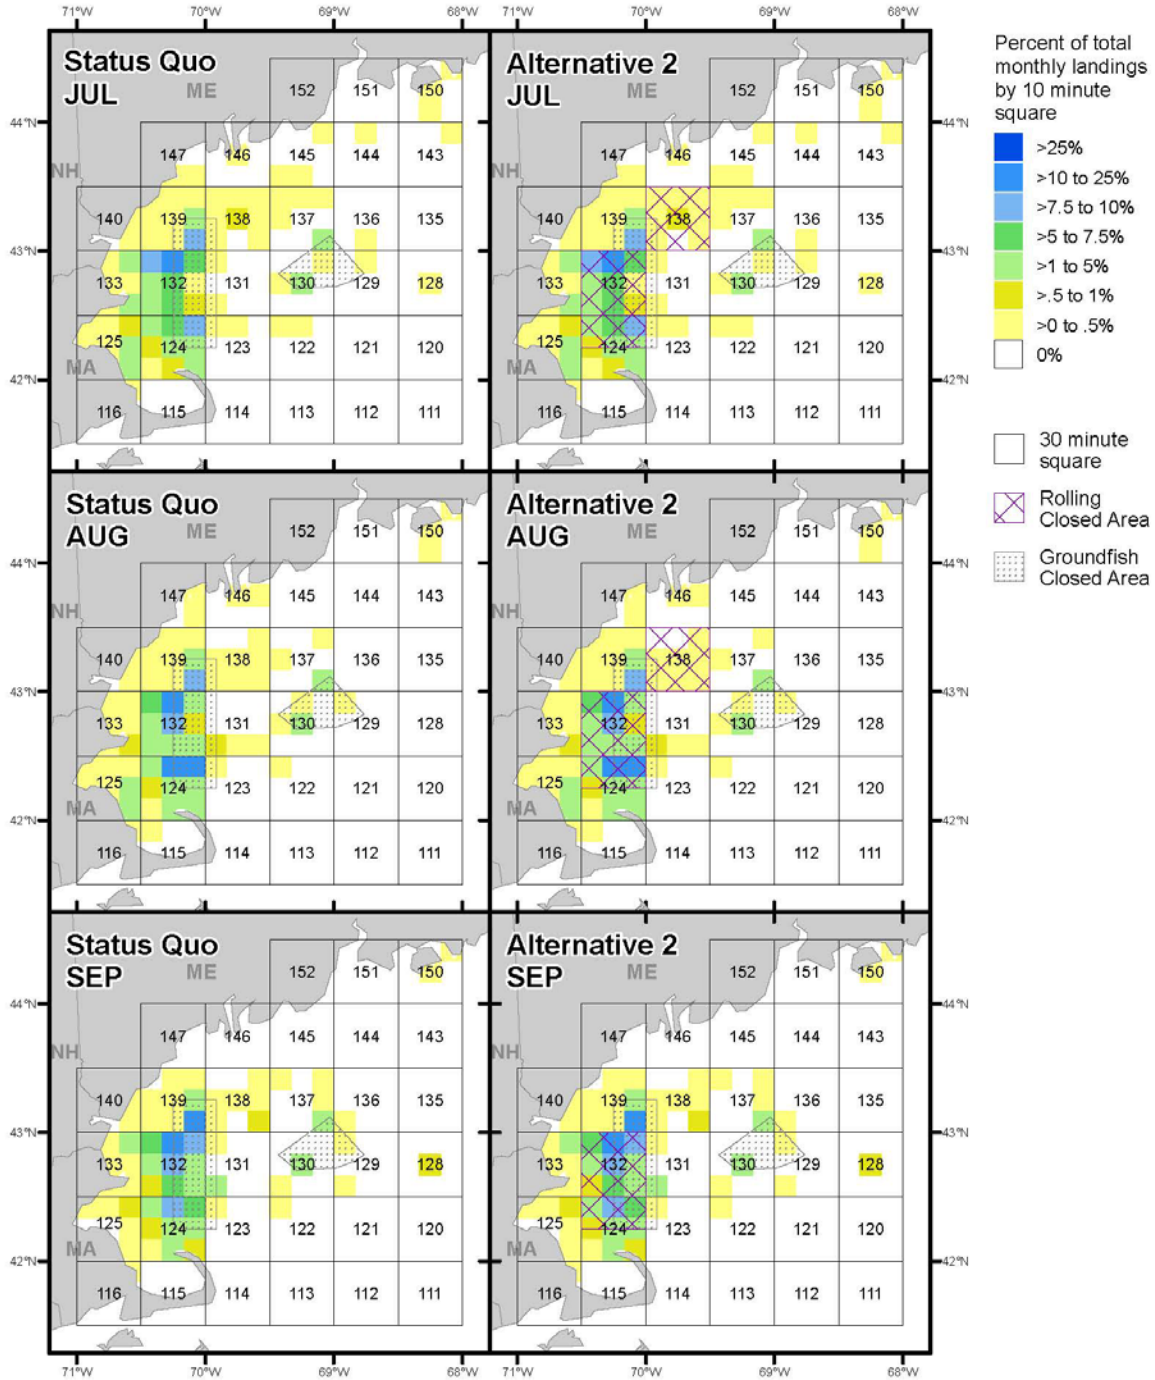 71°W 70°W 69°W 68°W 71°W 70°W 69°W 68°W
Status Quo
JUL
ME
NH
MA
44°N
43°N
42°N
152 151 150
147 146 145 144 143
140 139 138 137 136 135
133 132 131 130 129 128
125 124 123 122 121 120
116 115 114 113 112 111
Alternative 2
JUL
ME
NH
MA
152 151 150
147 146 145 144 143
140 139 138 137 136 135
133 132 131 130 129 128
125 124 123 122 121 120
116 115 114 113 112 111
44°N
43°N
42°N
Status Quo
AUG
ME
NH
MA
44°N
43°N
42°N
152 151 150
147 146 145 144 143
140 139 138 137 136 135
133 132 131 130 129 128
125 124 123 122 121 120
116 115 114 113 112 111
Alternative 2
AUG
ME
NH
MA
152 151 150
147 146 145 144 143
140 139 138 137 136 135
133 132 131 130 129 128
125 124 123 122 121 120
116 115 114 113 112 111
44°N
43°N
42°N
Status Quo
SEP
ME
NH
MA
44°N
43°N
42°N
152 151 150
147 146 145 144 143
140 139 138 137 136 135
133 132 131 130 129 128
125 124 123 122 121 120
116 115 114 113 112 111
Alternative 2
SEP
ME
NH
MA
152 151 150
147 146 145 144 143
140 139 138 137 136 135
133 132 131 130 129 128
125 124 123 122 121 120
116 115 114 113 112 111
44°N
43°N
42°N
71°W 70°W 69°W 68°W 71°W 70°W 69°W 68°W
Percent of total
monthly landings
by 10 minute
square
>25%
>10 to 25%
>7.5 to 10%
>5 to 7.5%
>1 to 5%
>.5 to 1%
>0 to .5%
0%
30 minute
square
Rolling
Closed Area
Groundfish
Closed Area